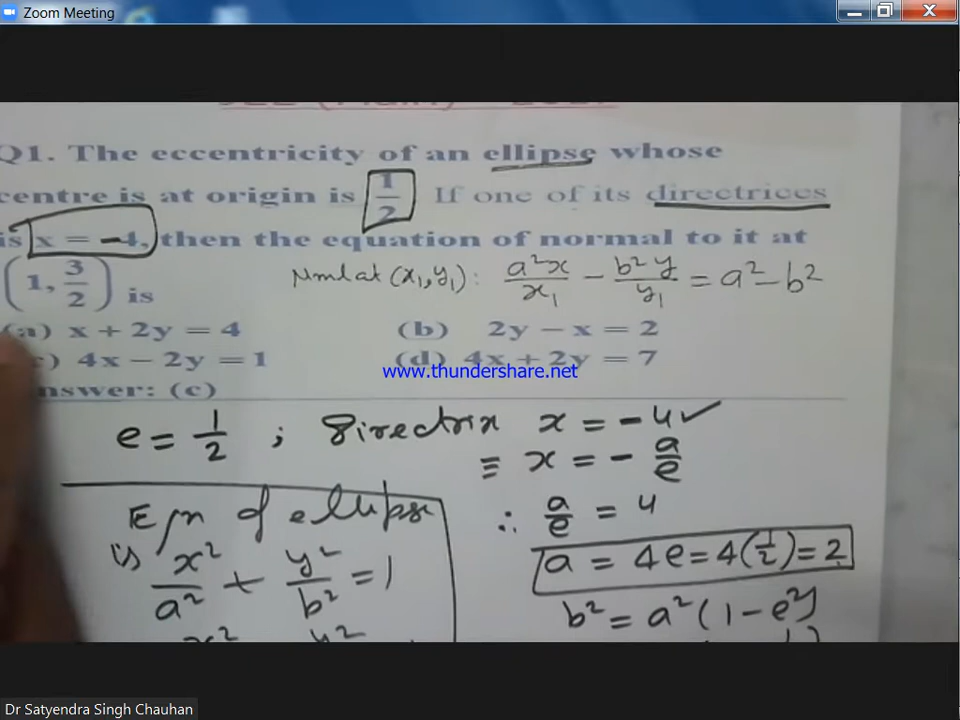 Zoom Meeting
Q1. The eccentricity of an ellipse whose
centre is at origin is 1/2 If one of its directrices
is x = -4, then the equation of normal to it at
(1, 3/2) is
Nmlat (x₁,y₁): a²x/x₁ - b²y/y₁ = a² - b²
(a) x + 2y = 4 (b) 2y - x = 2
c) 4x - 2y = 1 (d) 4x + 2y = 7
www.thundershare.net
nswer: (c)
e = 1/2 ; Directrix x = -4 ✓
≡ x = - a/e
Eqn of ellipse
∴ a/e = 4
is x²/a² + y²/b² = 1
a = 4e = 4(1/2) = 2
b² = a²(1 - e²)
x² y²
Dr Satyendra Singh Chauhan